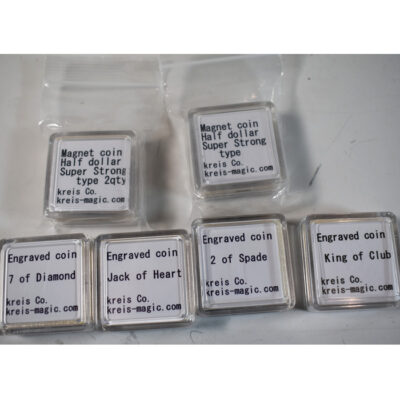 Magnet coin
Half dollar
Super Strong
type 2qty
kreis Co.
kreis-magic.com
Magnet coin
Half dollar
Super Strong
type
kreis Co.
kreis-magic.com
Engraved coin
7 of Diamond
kreis Co.
kreis-magic.com
Engraved coin
Jack of Heart
kreis Co.
kreis-magic.com
Engraved coin
2 of Spade
kreis Co.
kreis-magic.com
Engraved coin
King of Club
kreis Co.
kreis-magic.com